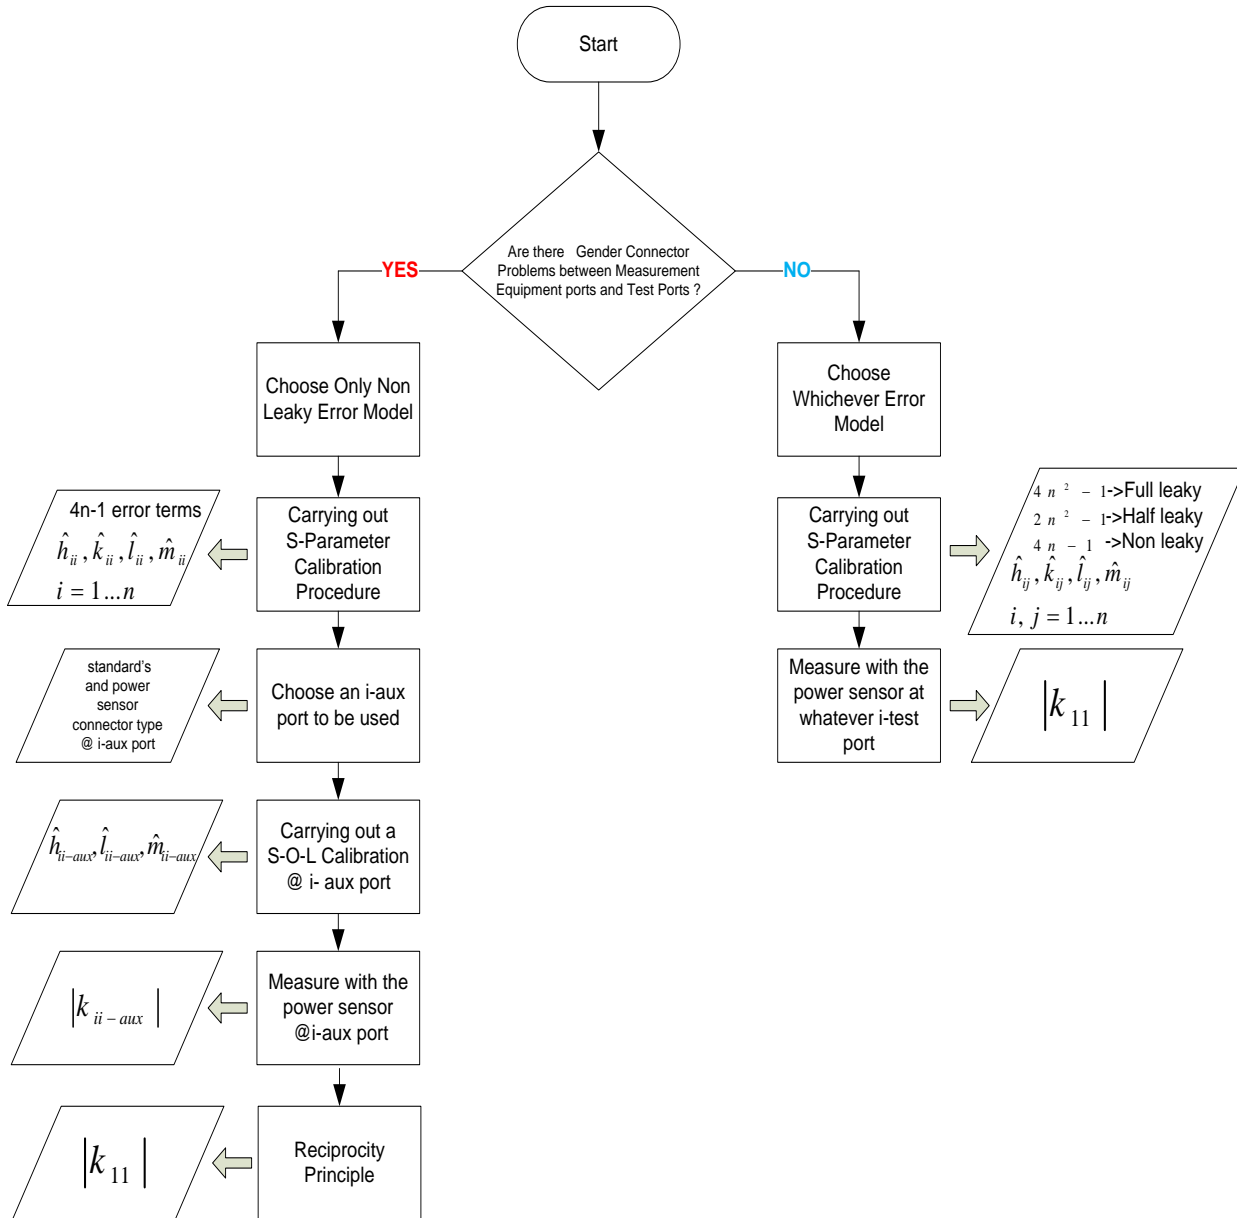 Start
Are there Gender Connector
Problems between Measurement
Equipment ports and Test Ports ?
YES
NO
Choose Only Non
Leaky Error Model
Choose
Whichever Error
Model
4n-1 error terms
ĥ_ii , k̂_ii , l̂_ii , m̂_ii
i = 1...n
Carrying out
S-Parameter
Calibration
Procedure
Carrying out
S-Parameter
Calibration
Procedure
4 n ² − 1->Full leaky
2 n ² − 1->Half leaky
4 n − 1 ->Non leaky
ĥ_ij , k̂_ij , l̂_ij , m̂_ij
i, j = 1...n
standard's
and power
sensor
connector type
@ i-aux port
Choose an i-aux
port to be used
Measure with the
power sensor at
whatever i-test
port
|k_11|
ĥ_ii−aux , l̂_ii−aux , m̂_ii−aux
Carrying out a
S-O-L Calibration
@ i- aux port
|k_ii−aux|
Measure with the
power sensor
@i-aux port
|k_11|
Reciprocity
Principle